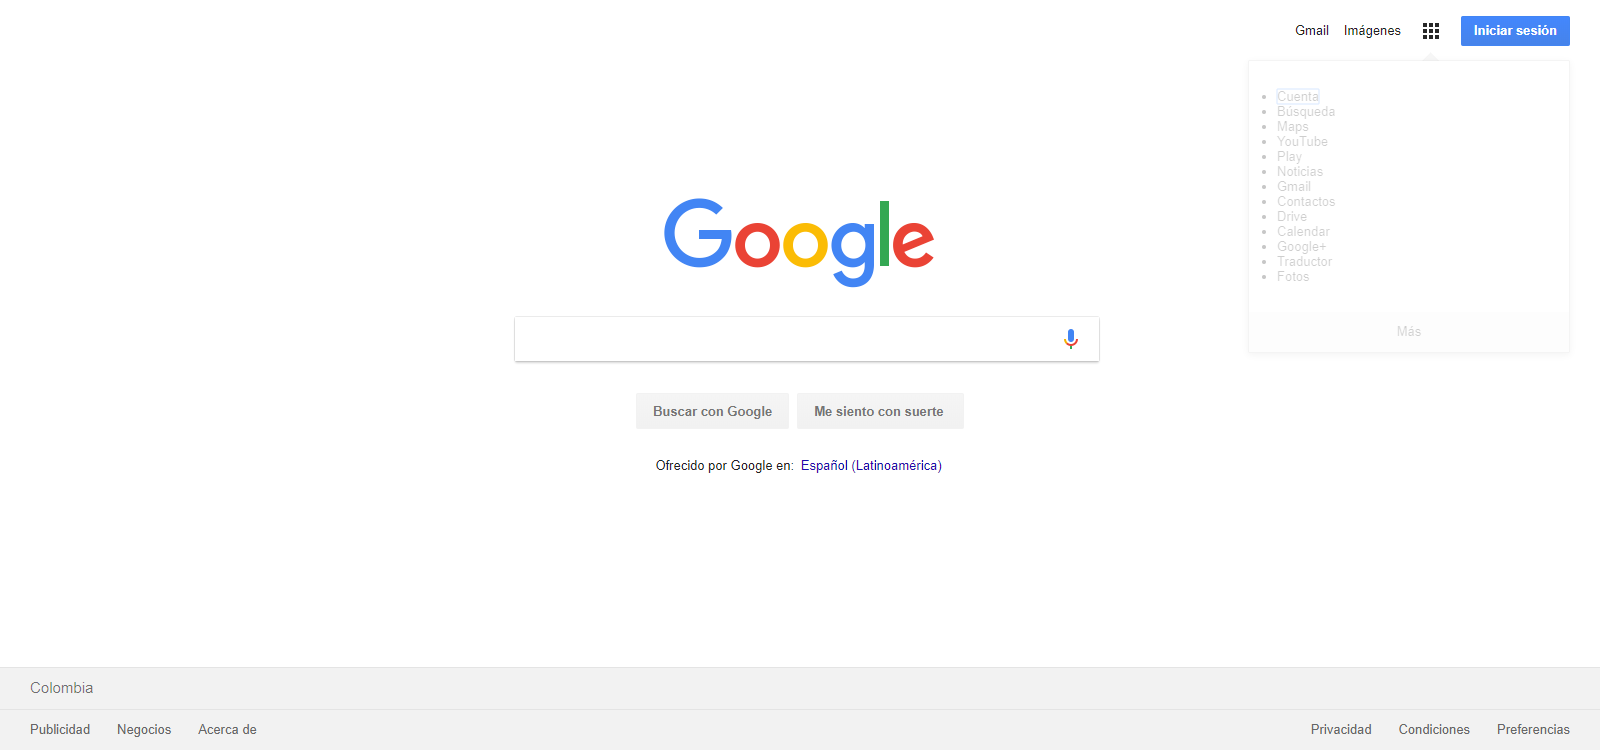 Gmail Imágenes Iniciar sesión
Cuenta
Búsqueda
Maps
YouTube
Play
Noticias
Gmail
Contactos
Drive
Calendar
Google+
Traductor
Fotos
Más
Google
Buscar con Google Me siento con suerte
Ofrecido por Google en: Español (Latinoamérica)
Colombia
Publicidad Negocios Acerca de Privacidad Condiciones Preferencias